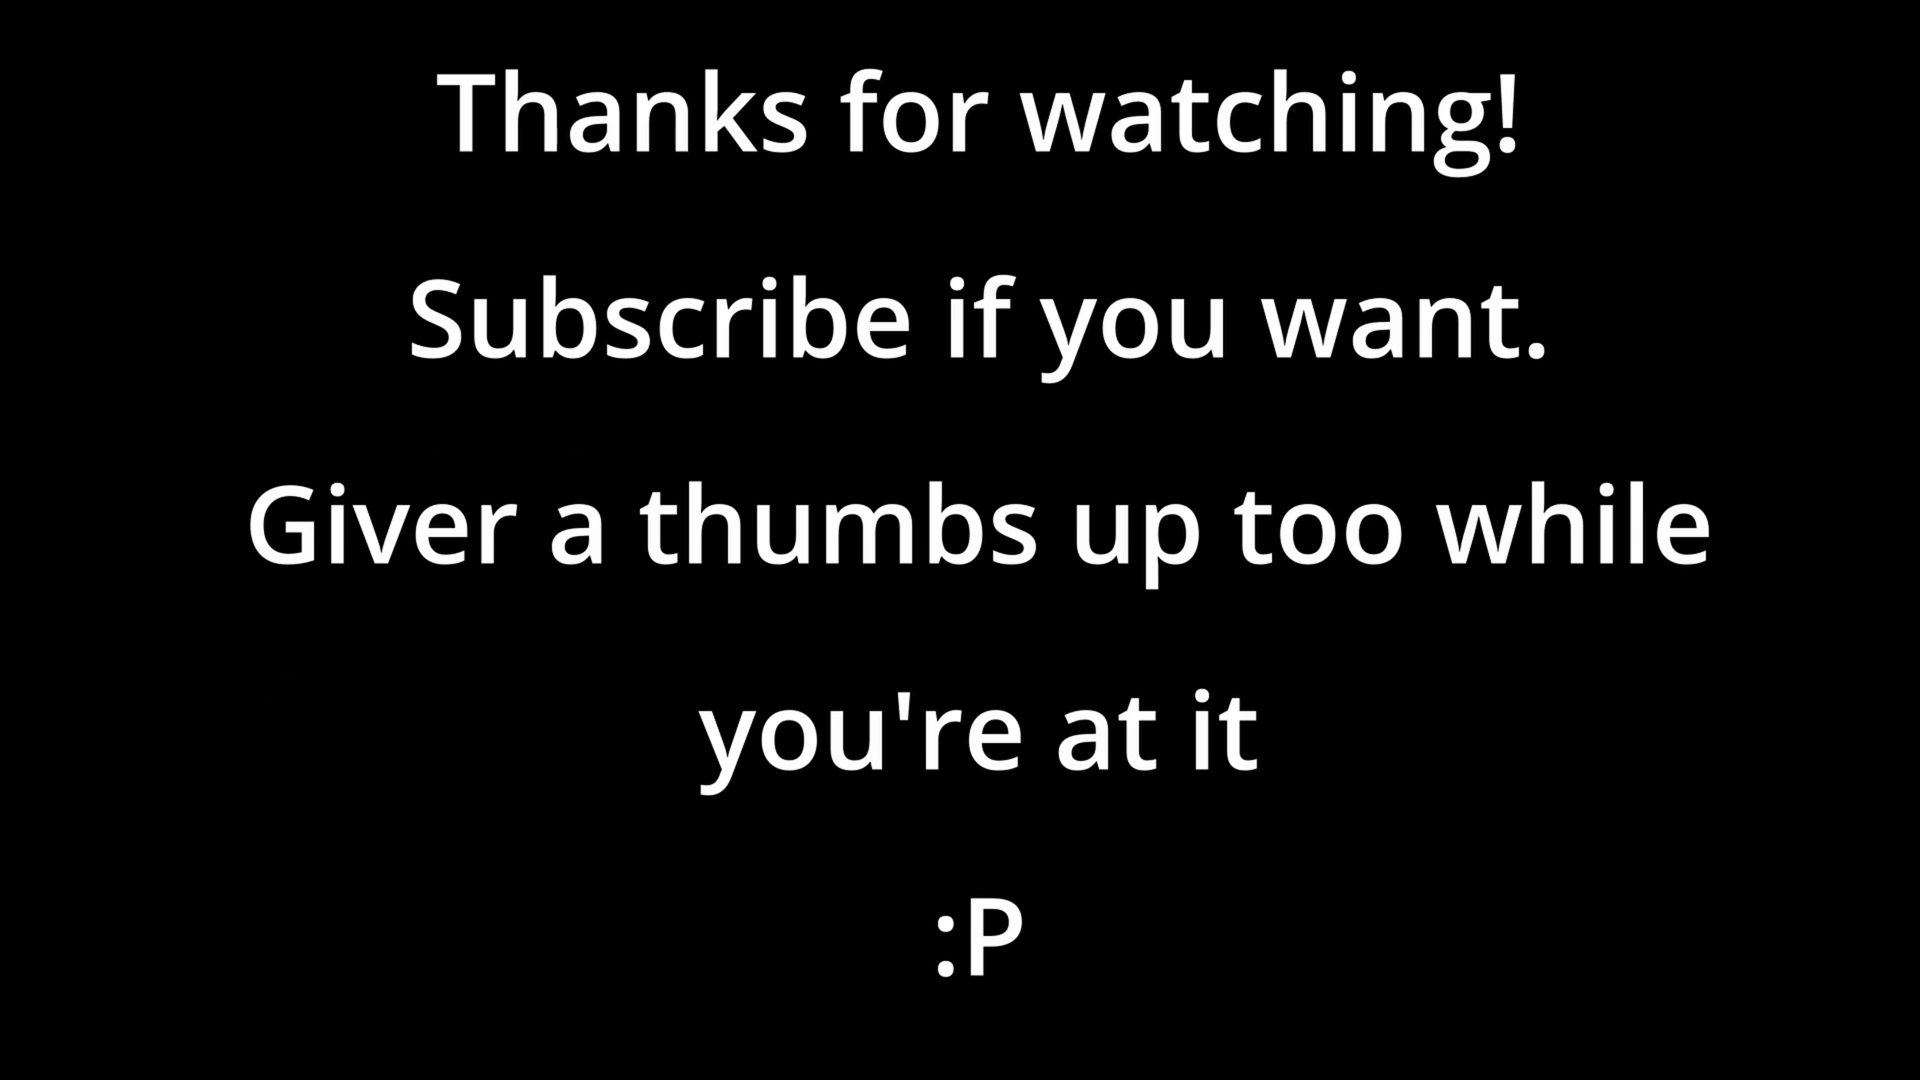 Thanks for watching!
Subscribe if you want.
Giver a thumbs up too while
you're at it
:P